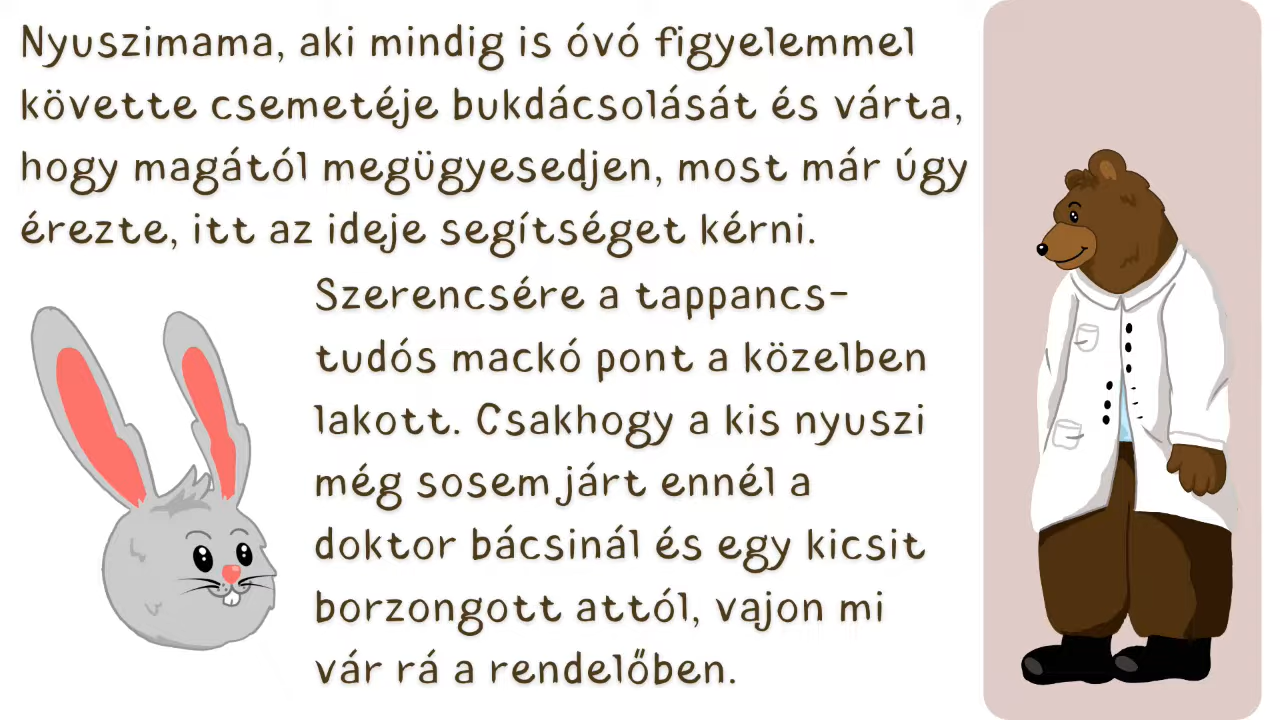 Nyuszimama, aki mindig is óvó figyelemmel
követte csemetéje bukdácsolását és várta,
hogy magától megügyesedjen, most már úgy
érezte, itt az ideje segítséget kérni.
Szerencsére a tappancs-
tudós mackó pont a közelben
lakott. Csakhogy a kis nyuszi
még sosem járt ennél a
doktor bácsinál és egy kicsit
borzongott attól, vajon mi
vár rá a rendelőben.